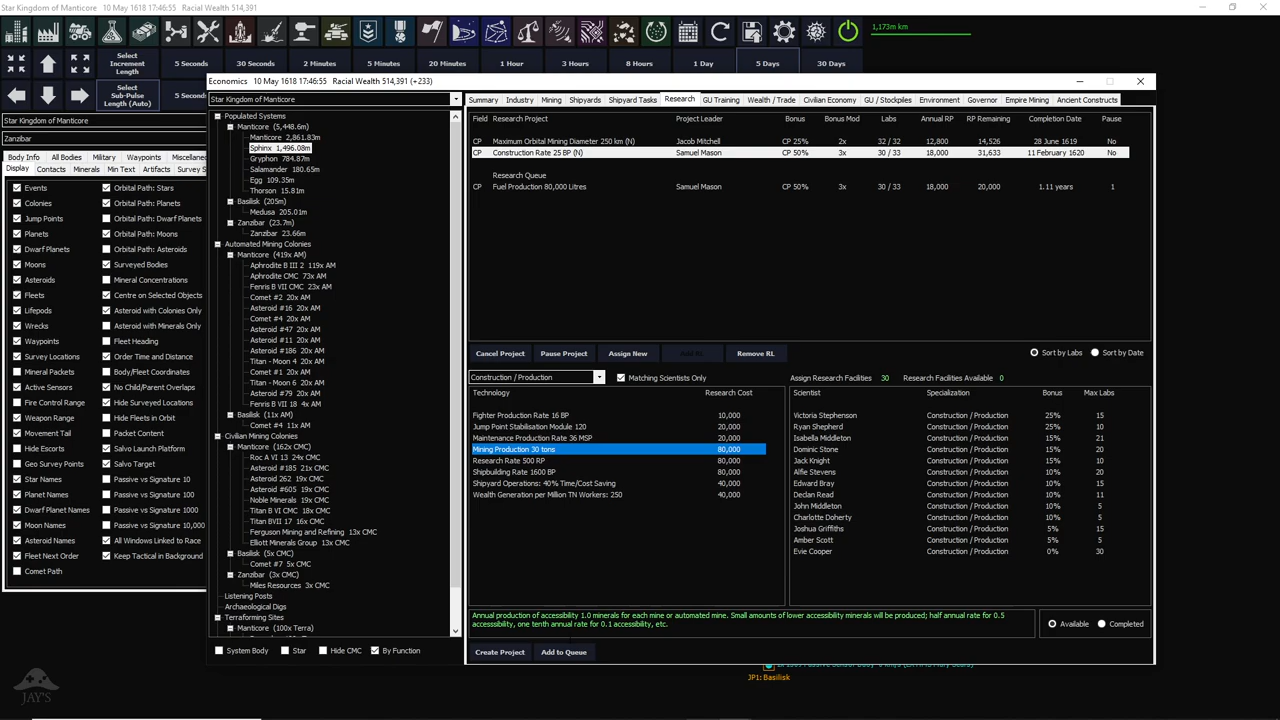 Star Kingdom of Manticore 10 May 1618 17:46:55 Racial Wealth 514,391
1,173m km
Select Increment Length
5 Seconds 30 Seconds 2 Minutes 5 Minutes 20 Minutes 1 Hour 3 Hours 8 Hours 1 Day 5 Days 30 Days
Select Sub-Pulse Length (Auto)
5 Seconds
Economics 10 May 1618 17:46:55 Racial Wealth 514,391 (+233)
Star Kingdom of Manticore
Zanzibar
Body Info All Bodies Military Waypoints Miscellane
Display Contacts Minerals Min Text Artifacts Survey S
Events Orbital Path: Stars
Colonies Orbital Path: Planets
Jump Points Orbital Path: Dwarf Planets
Planets Orbital Path: Moons
Dwarf Planets Orbital Path: Asteroids
Moons Surveyed Bodies
Asteroids Mineral Concentrations
Fleets Centre on Selected Objects
Lifepods Asteroid with Colonies Only
Wrecks Asteroid with Minerals Only
Waypoints Fleet Heading
Survey Locations Order Time and Distance
Mineral Packets Body/Fleet Coordinates
Active Sensors No Child/Parent Overlaps
Fire Control Range Hide Surveyed Locations
Weapon Range Hide Fleets in Orbit
Movement Tail Packet Content
Hide Escorts Salvo Launch Platform
Geo Survey Points Salvo Target
Star Names Passive vs Signature 10
Planet Names Passive vs Signature 100
Dwarf Planet Names Passive vs Signature 1000
Moon Names Passive vs Signature 10,000
Asteroid Names All Windows Linked to Race
Fleet Next Order Keep Tactical in Background
Comet Path
Star Kingdom of Manticore
Populated Systems
Manticore (5,448.6m)
Manticore 2,861.83m
Sphinx 1,496.08m
Gryphon 784.87m
Salamander 180.65m
Egg 109.35m
Thorson 15.81m
Basilisk (205m)
Medusa 205.01m
Zanzibar (23.7m)
Zanzibar 23.66m
Automated Mining Colonies
Manticore (419x AM)
Aphrodite B III 2 119x AM
Aphrodite CMC 73x AM
Fenris B VII CMC 23x AM
Comet #2 20x AM
Asteroid #16 20x AM
Comet #4 20x AM
Asteroid #47 20x AM
Asteroid #11 20x AM
Asteroid #186 20x AM
Titan - Moon 4 20x AM
Comet #1 20x AM
Titan - Moon 6 20x AM
Asteroid #79 20x AM
Fenris B VII 18 4x AM
Basilisk (11x AM)
Comet #4 11x AM
Civilian Mining Colonies
Manticore (162x CMC)
Roc A VI 13 24x CMC
Asteroid #185 21x CMC
Asteroid 262 19x CMC
Asteroid #605 19x CMC
Noble Minerals 19x CMC
Titan B VI CMC 18x CMC
Titan BVII 17 16x CMC
Ferguson Mining and Refining 13x CMC
Elliott Minerals Group 13x CMC
Basilisk (5x CMC)
Comet #7 5x CMC
Zanzibar (3x CMC)
Miles Resources 3x CMC
Listening Posts
Archaeological Digs
Terraforming Sites
Manticore (100x Terra)
System Body Star Hide CMC By Function
Summary Industry Mining Shipyards Shipyard Tasks Research GU Training Wealth / Trade Civilian Economy GU / Stockpiles Environment Governor Empire Mining Ancient Constructs
Field Research Project Project Leader Bonus Bonus Mod Labs Annual RP RP Remaining Completion Date Pause
CP Maximum Orbital Mining Diameter 250 km (N) Jacob Mitchell CP 25% 2x 32 / 32 12,800 14,526 28 June 1619 No
CP Construction Rate 25 BP (N) Samuel Mason CP 50% 3x 30 / 33 18,000 31,633 11 February 1620 No
Research Queue
CP Fuel Production 80,000 Litres Samuel Mason CP 50% 3x 30 / 33 18,000 20,000 1.11 years 1
Cancel Project Pause Project Assign New Add RL Remove RL Sort by Labs Sort by Date
Construction / Production Matching Scientists Only Assign Research Facilities 30 Research Facilities Available 0
Technology Research Cost
Fighter Production Rate 16 BP 10,000
Jump Point Stabilisation Module 120 20,000
Maintenance Production Rate 36 MSP 20,000
Mining Production 30 tons 80,000
Research Rate 500 RP 80,000
Shipbuilding Rate 1600 BP 80,000
Shipyard Operations: 40% Time/Cost Saving 40,000
Wealth Generation per Million TN Workers: 250 40,000
Scientist Specialization Bonus Max Labs
Victoria Stephenson Construction / Production 25% 15
Ryan Shepherd Construction / Production 25% 10
Isabella Middleton Construction / Production 15% 21
Dominic Stone Construction / Production 15% 20
Jack Knight Construction / Production 15% 10
Alfie Stevens Construction / Production 10% 20
Edward Bray Construction / Production 10% 15
Declan Read Construction / Production 10% 11
John Middleton Construction / Production 10% 5
Charlotte Doherty Construction / Production 10% 5
Joshua Griffiths Construction / Production 5% 15
Amber Scott Construction / Production 5% 5
Evie Cooper Construction / Production 0% 30
Annual production of accessibility 1.0 minerals for each mine or automated mine. Small amounts of lower accessibility minerals will be produced; half annual rate for 0.5
accesssibility, one tenth annual rate for 0.1 accessibility, etc.
Available Completed
Create Project Add to Queue
JP1: Basilisk
JAY'S